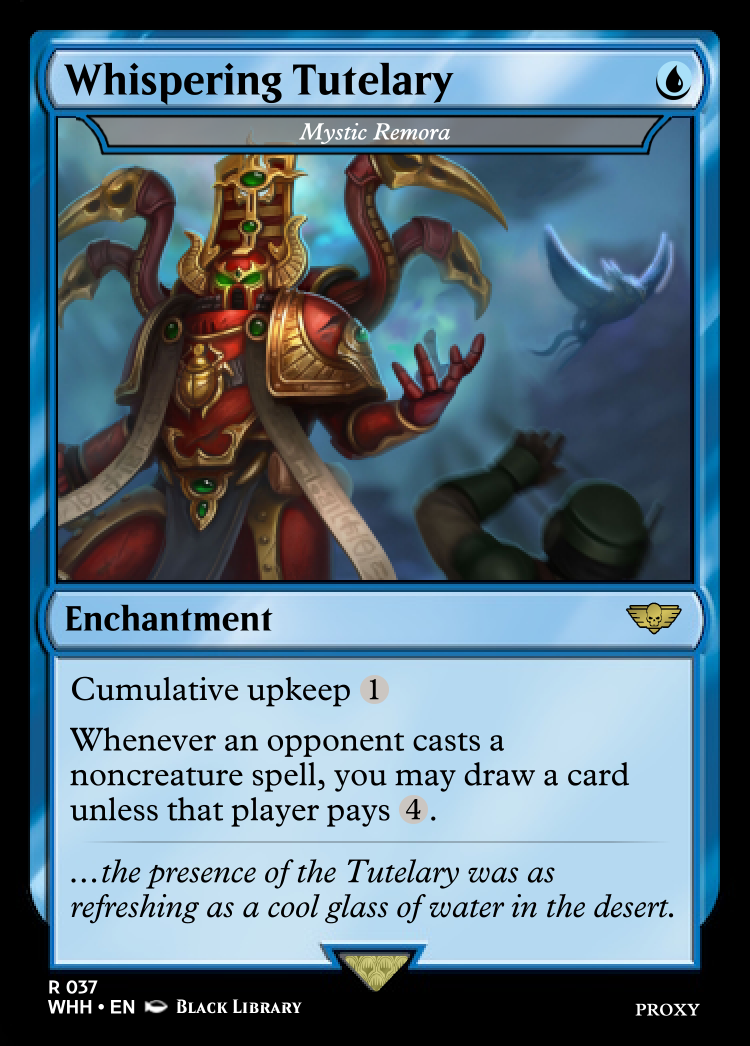 Whispering Tutelary
Mystic Remora
Enchantment
Cumulative upkeep 1
Whenever an opponent casts a
noncreature spell, you may draw a card
unless that player pays 4.
…the presence of the Tutelary was as
refreshing as a cool glass of water in the desert.
R 037
WHH • EN Black Library
PROXY